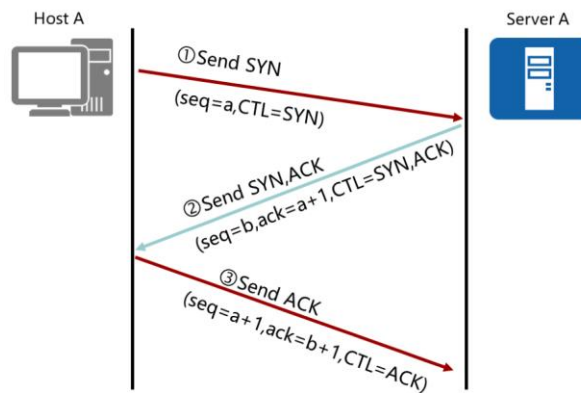 Host A
Server A
①Send SYN
(seq=a,CTL=SYN)
②Send SYN,ACK
(seq=b,ack=a+1,CTL=SYN,ACK)
③Send ACK
(seq=a+1,ack=b+1,CTL=ACK)